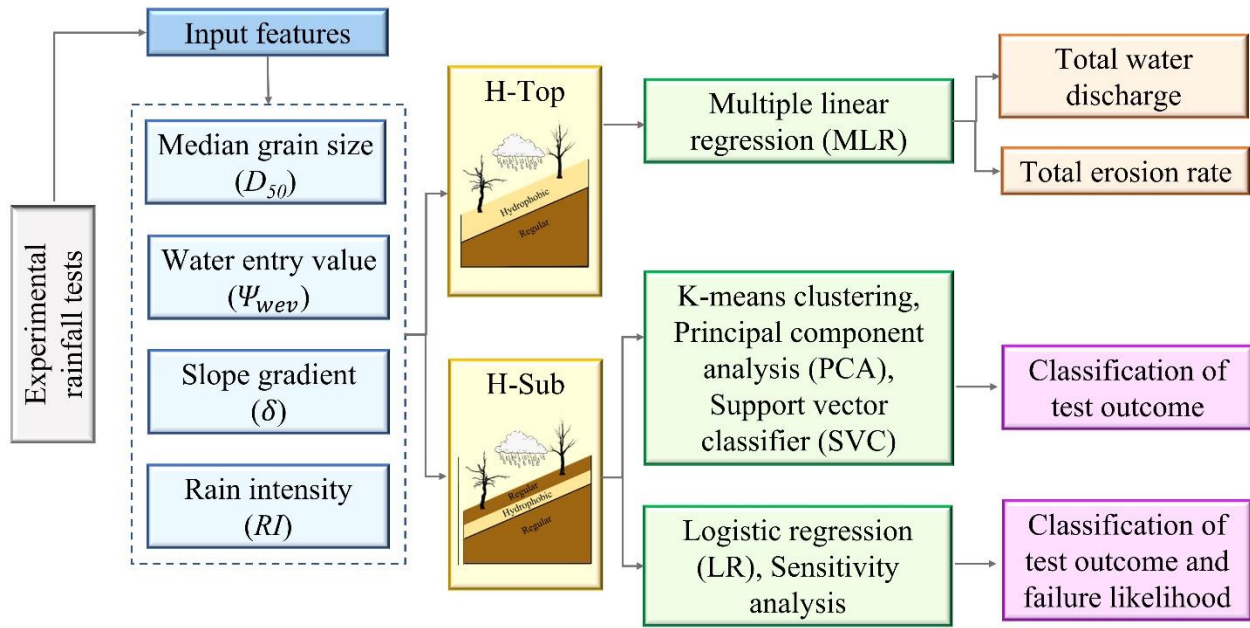 Experimental
rainfall tests
Input features
Median grain size
(D50)
Water entry value
(Ψwev)
Slope gradient
(δ)
Rain intensity
(RI)
H-Top
Hydrophobic
Regular
H-Sub
Regular
Hydrophobic
Regular
Multiple linear
regression (MLR)
K-means clustering,
Principal component
analysis (PCA),
Support vector
classifier (SVC)
Logistic regression
(LR), Sensitivity
analysis
Total water
discharge
Total erosion rate
Classification of
test outcome
Classification of
test outcome and
failure likelihood